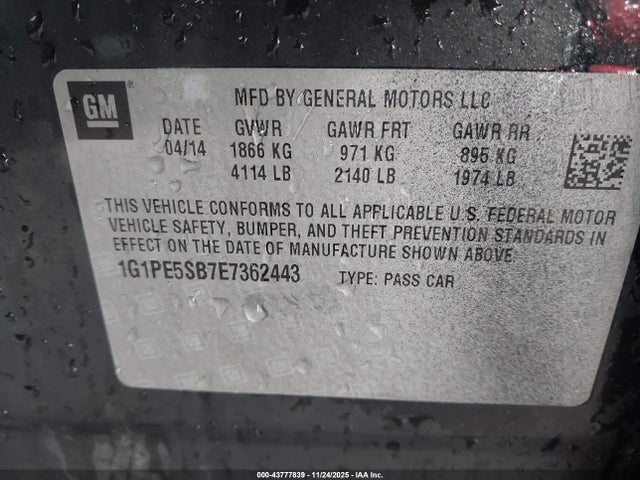 GM
MFD BY GENERAL MOTORS LLC
DATE GVWR GAWR FRT GAWR RR
04/14 1866 KG 971 KG 895 KG
4114 LB 2140 LB 1974 LB
THIS VEHICLE CONFORMS TO ALL APPLICABLE U.S. FEDERAL MOTOR
VEHICLE SAFETY, BUMPER, AND THEFT PREVENTION STANDARDS IN
EFFECT ON THE DATE OF MANUFACTURE SHOWN ABOVE.
1G1PE5SB7E7362443 TYPE: PASS CAR
000-43777839 - 11/24/2025 - IAA Inc.